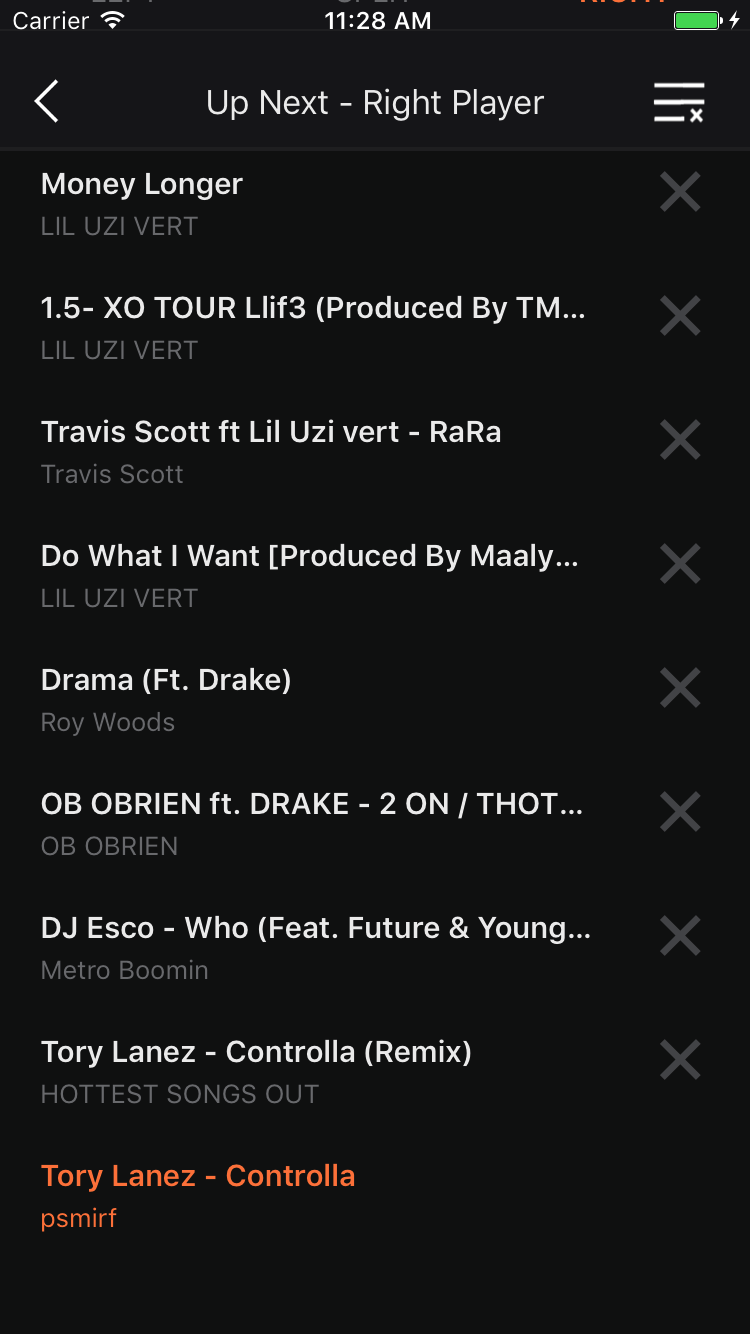 Carrier 11:28 AM
Up Next - Right Player
Money Longer
LIL UZI VERT
1.5- XO TOUR Llif3 (Produced By TM...
LIL UZI VERT
Travis Scott ft Lil Uzi vert - RaRa
Travis Scott
Do What I Want [Produced By Maaly...
LIL UZI VERT
Drama (Ft. Drake)
Roy Woods
OB OBRIEN ft. DRAKE - 2 ON / THOT...
OB OBRIEN
DJ Esco - Who (Feat. Future & Young...
Metro Boomin
Tory Lanez - Controlla (Remix)
HOTTEST SONGS OUT
Tory Lanez - Controlla
psmirf